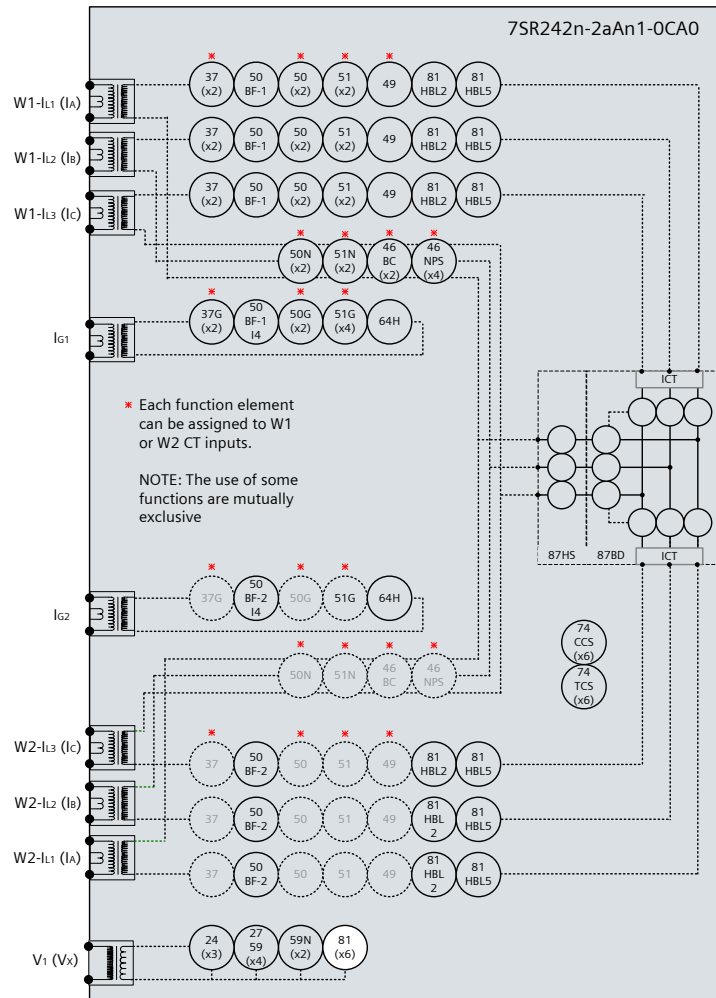 7SR242n-2aAn1-0CA0
* * * *
W1-IL1 (IA)
37 (x2) 50 BF-1 50 (x2) 51 (x2) 49 81 HBL2 81 HBL5
W1-IL2 (IB)
37 (x2) 50 BF-1 50 (x2) 51 (x2) 49 81 HBL2 81 HBL5
W1-IL3 (IC)
37 (x2) 50 BF-1 50 (x2) 51 (x2) 49 81 HBL2 81 HBL5
* * * *
50N (x2) 51N (x2) 46 BC (x2) 46 NPS (x4)
* * *
IG1
37G (x2) 50 BF-1 I4 50G (x2) 51G (x4) 64H
ICT
* Each function element
can be assigned to W1
or W2 CT inputs.
NOTE: The use of some
functions are mutually
exclusive
87HS 87BD ICT
* * *
IG2
37G 50 BF-2 I4 50G 51G 64H
74 CCS (x6)
74 TCS (x6)
* * * *
50N 51N 46 BC 46 NPS
* * * *
W2-IL3 (IC)
37 50 BF-2 50 51 49 81 HBL2 81 HBL5
W2-IL2 (IB)
37 50 BF-2 50 51 49 81 HBL 2 81 HBL5
W2-IL1 (IA)
37 50 BF-2 50 51 49 81 HBL 2 81 HBL5
V1 (VX)
24 (x3) 27 59 (x4) 59N (x2) 81 (x6)